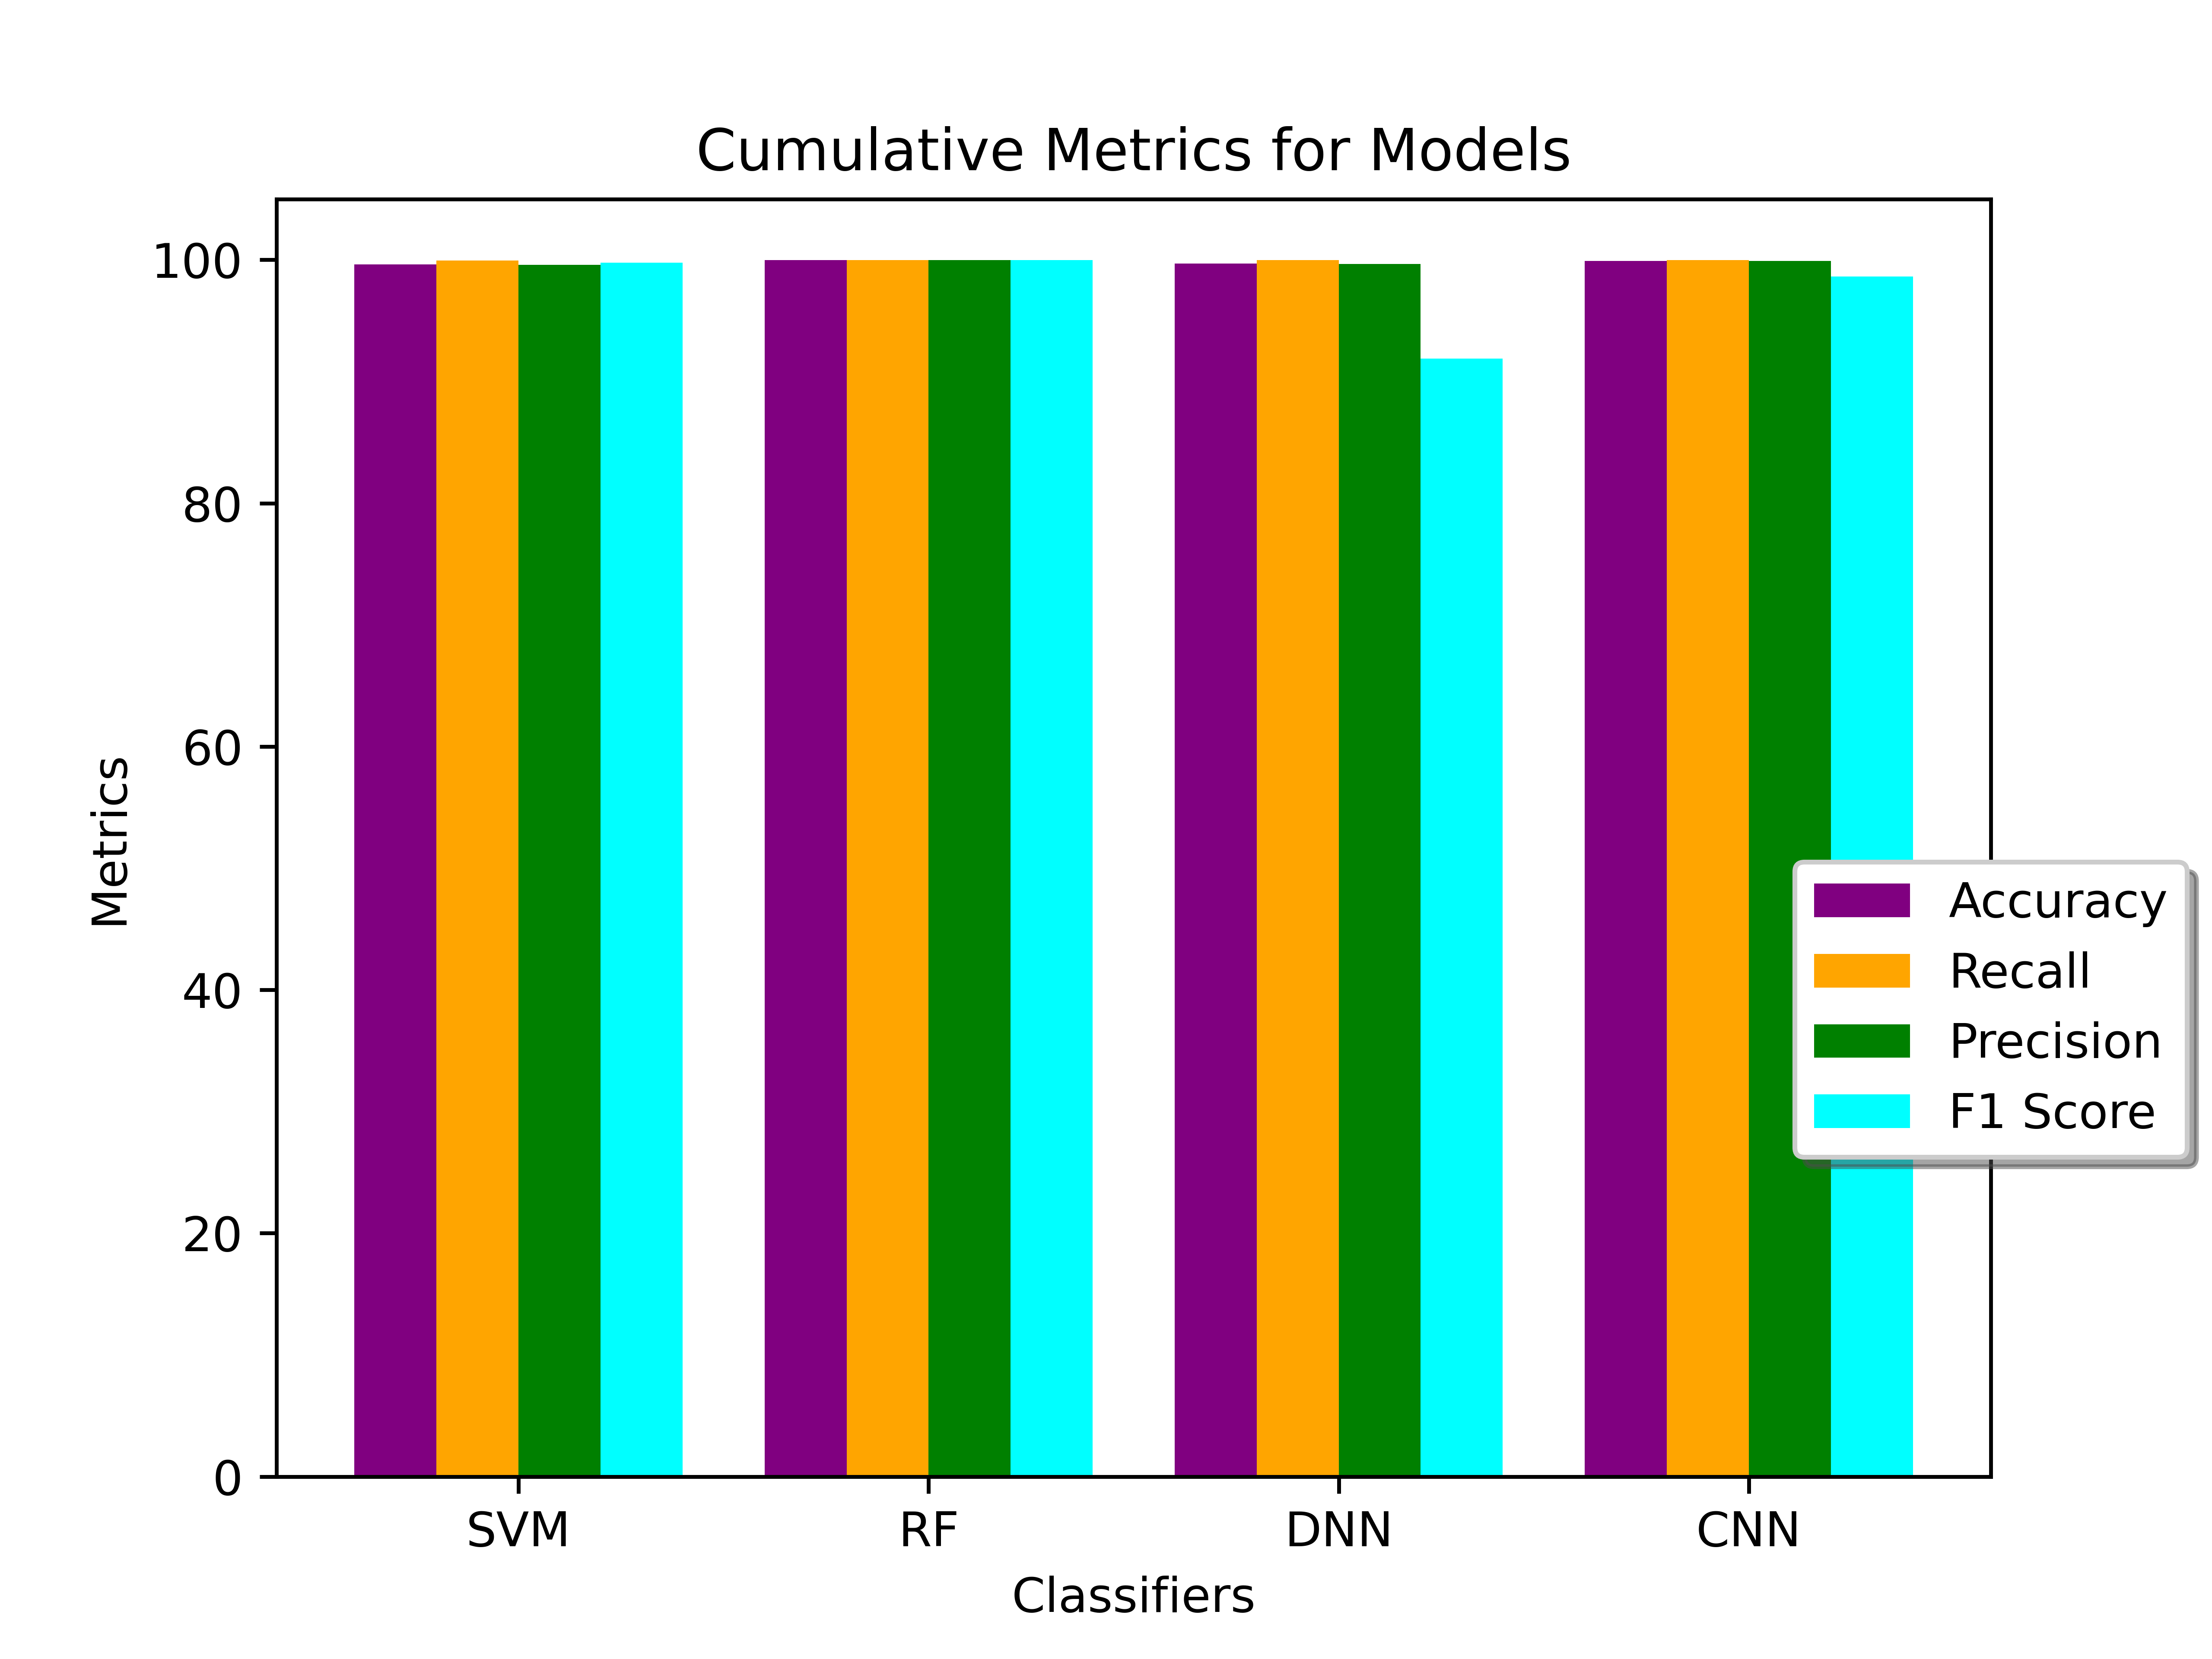 Cumulative Metrics for Models
Metrics
100
80
60
40
20
0
SVM
RF
DNN
CNN
Classifiers
Accuracy
Recall
Precision
F1 Score